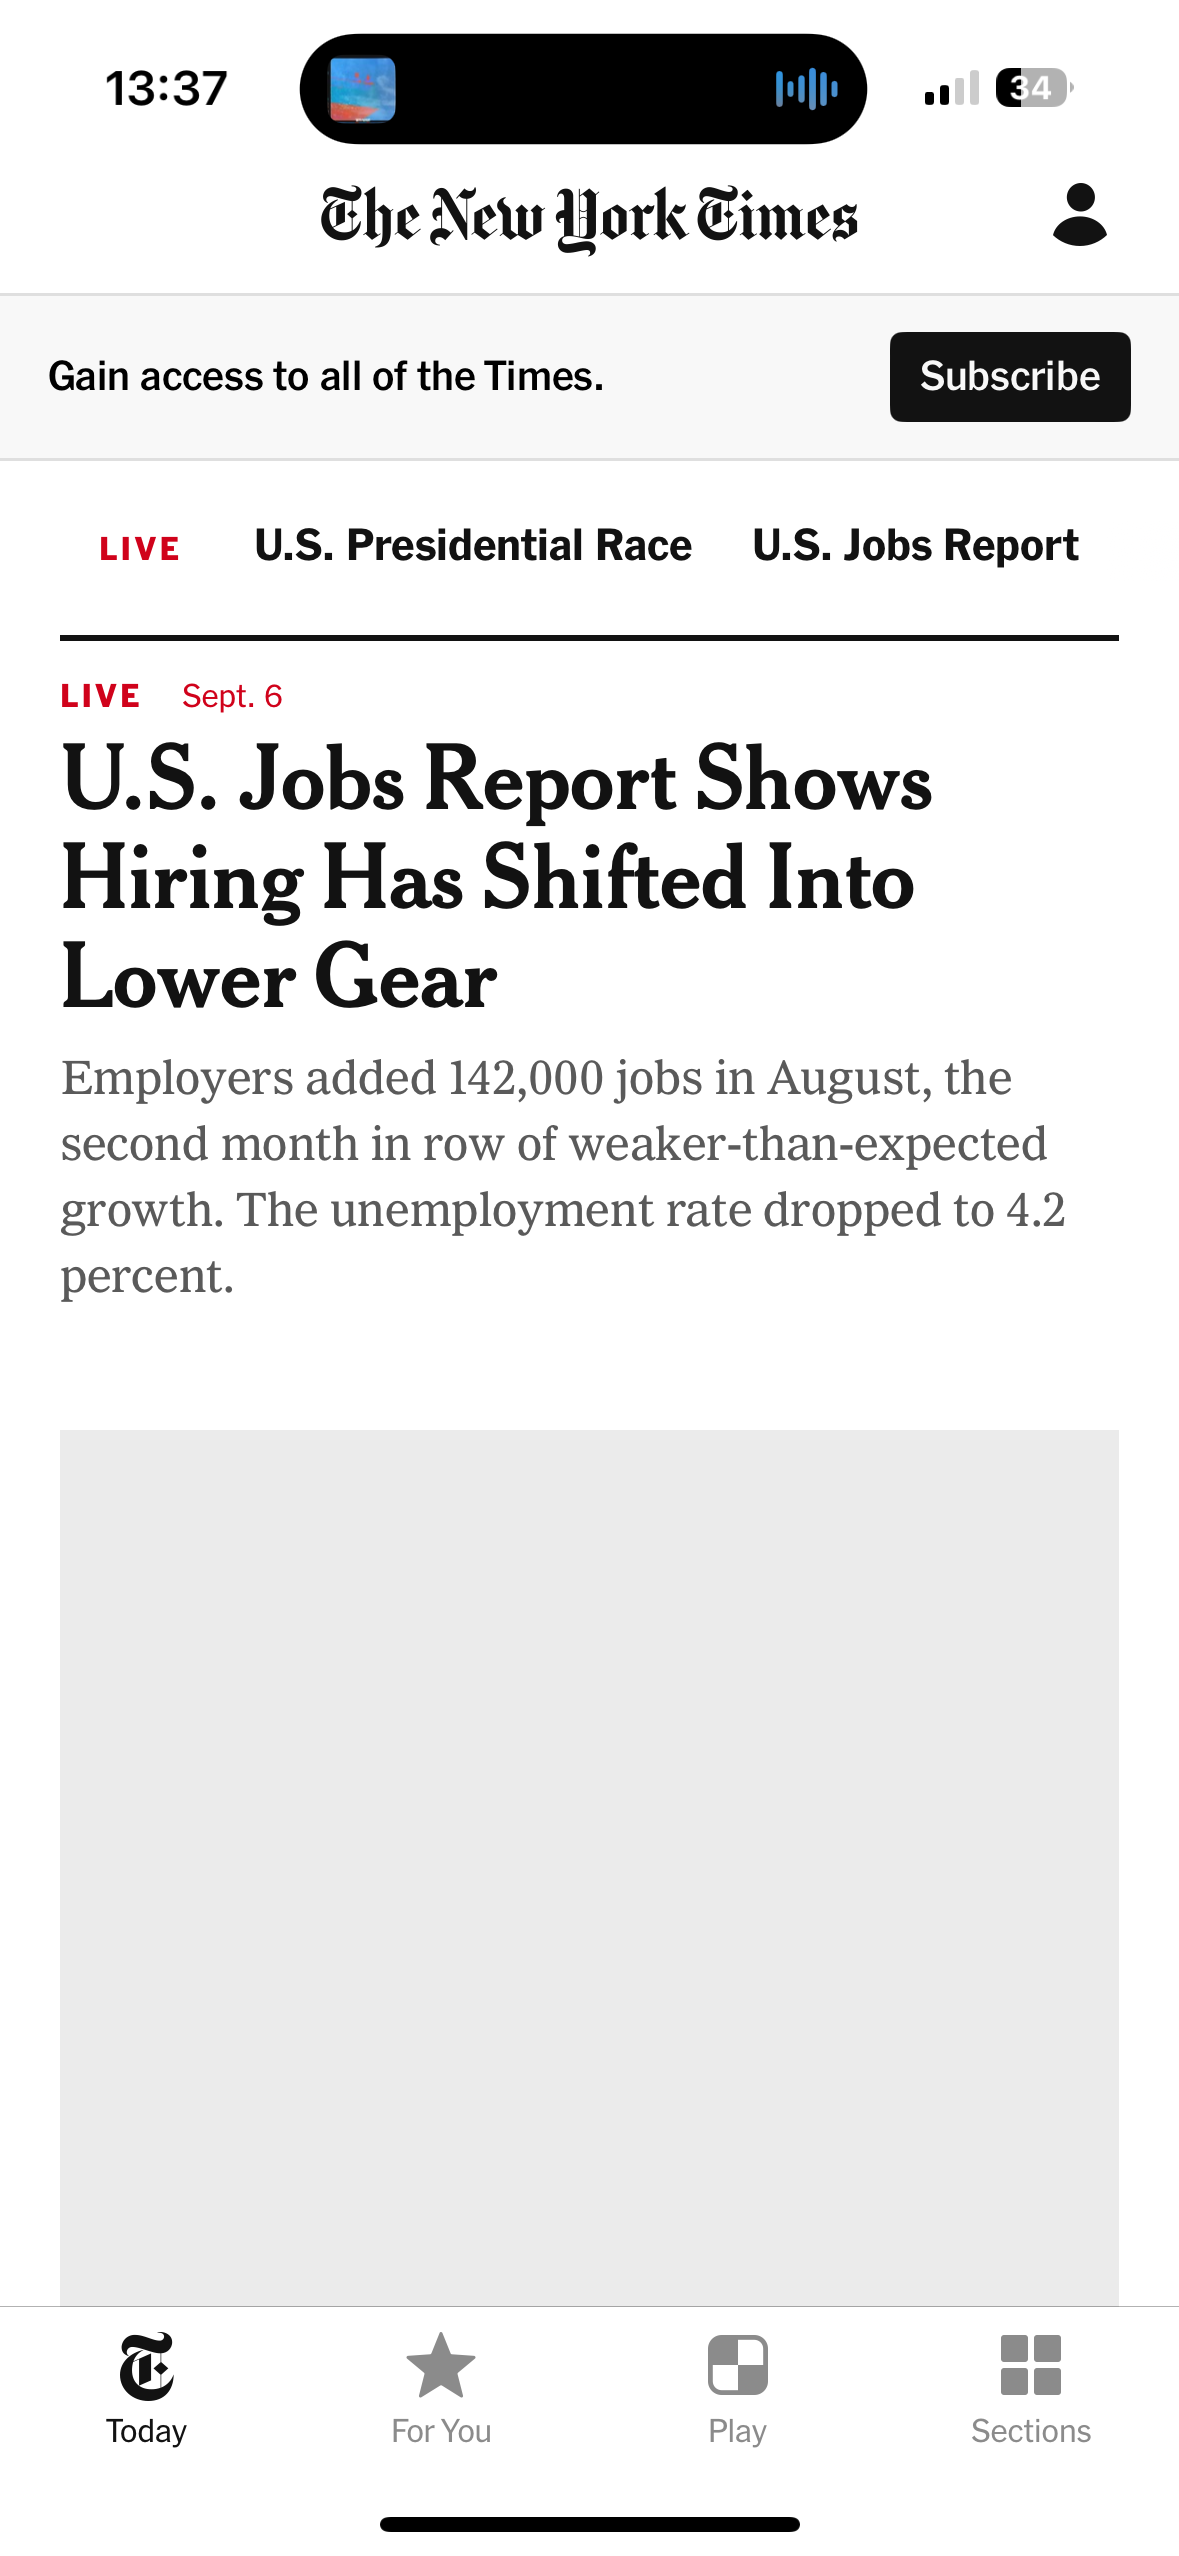 13:37
34
The New York Times
Gain access to all of the Times.
Subscribe
LIVE
U.S. Presidential Race
U.S. Jobs Report
LIVE Sept. 6
U.S. Jobs Report Shows
Hiring Has Shifted Into
Lower Gear
Employers added 142,000 jobs in August, the
second month in row of weaker-than-expected
growth. The unemployment rate dropped to 4.2
percent.
Today
For You
Play
Sections